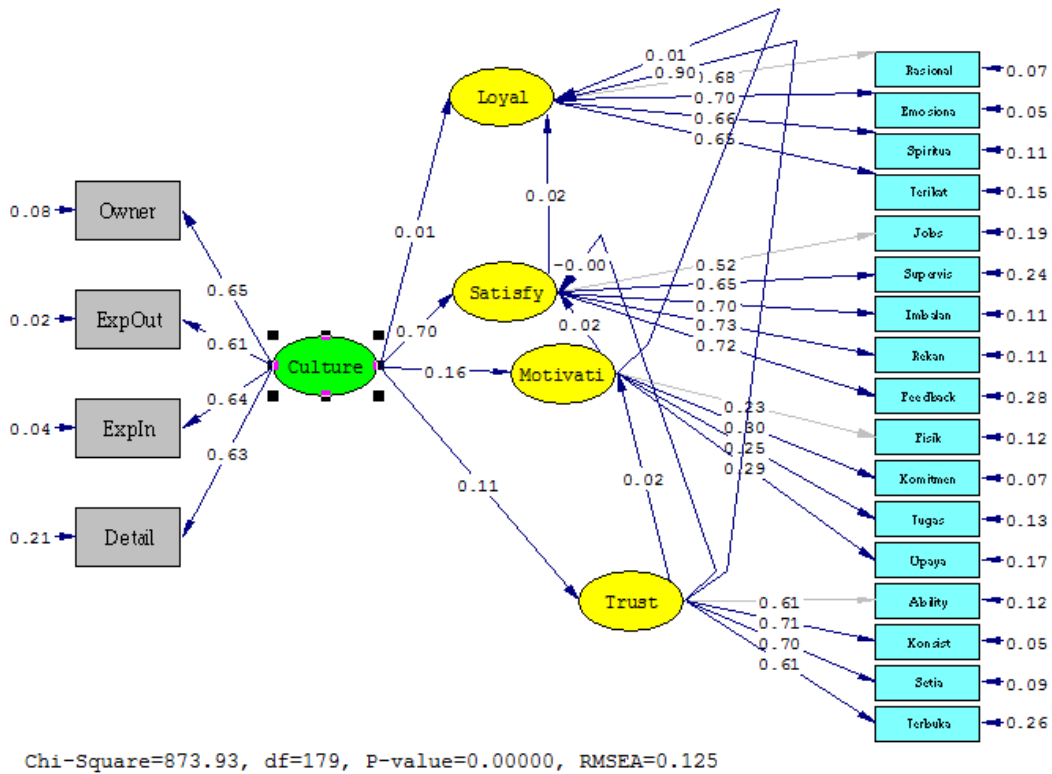 0.01
0.90
0.68
Rasional
0.07
Loyal
0.70
Emosiona
0.05
0.66
0.65
Spiritua
0.11
Terikat
0.15
0.08
Owner
0.02
0.01
Jobs
0.19
-0.00
0.52
0.65
Supervis
0.24
0.65
Satisfy
0.70
0.73
0.72
Imbalan
0.11
0.02
ExpOut
0.61
0.70
0.02
Rekan
0.11
Culture
0.16
Motivati
Feedback
0.28
0.64
0.23
0.30
0.25
0.29
Fisik
0.12
0.04
ExpIn
0.63
Komitmen
0.07
0.11
0.02
Tugas
0.13
0.21
Detail
Upaya
0.17
Trust
0.61
0.71
0.70
0.61
Ability
0.12
Konsist
0.05
Setia
0.09
Terbuka
0.26
Chi-Square=873.93, df=179, P-value=0.00000, RMSEA=0.125